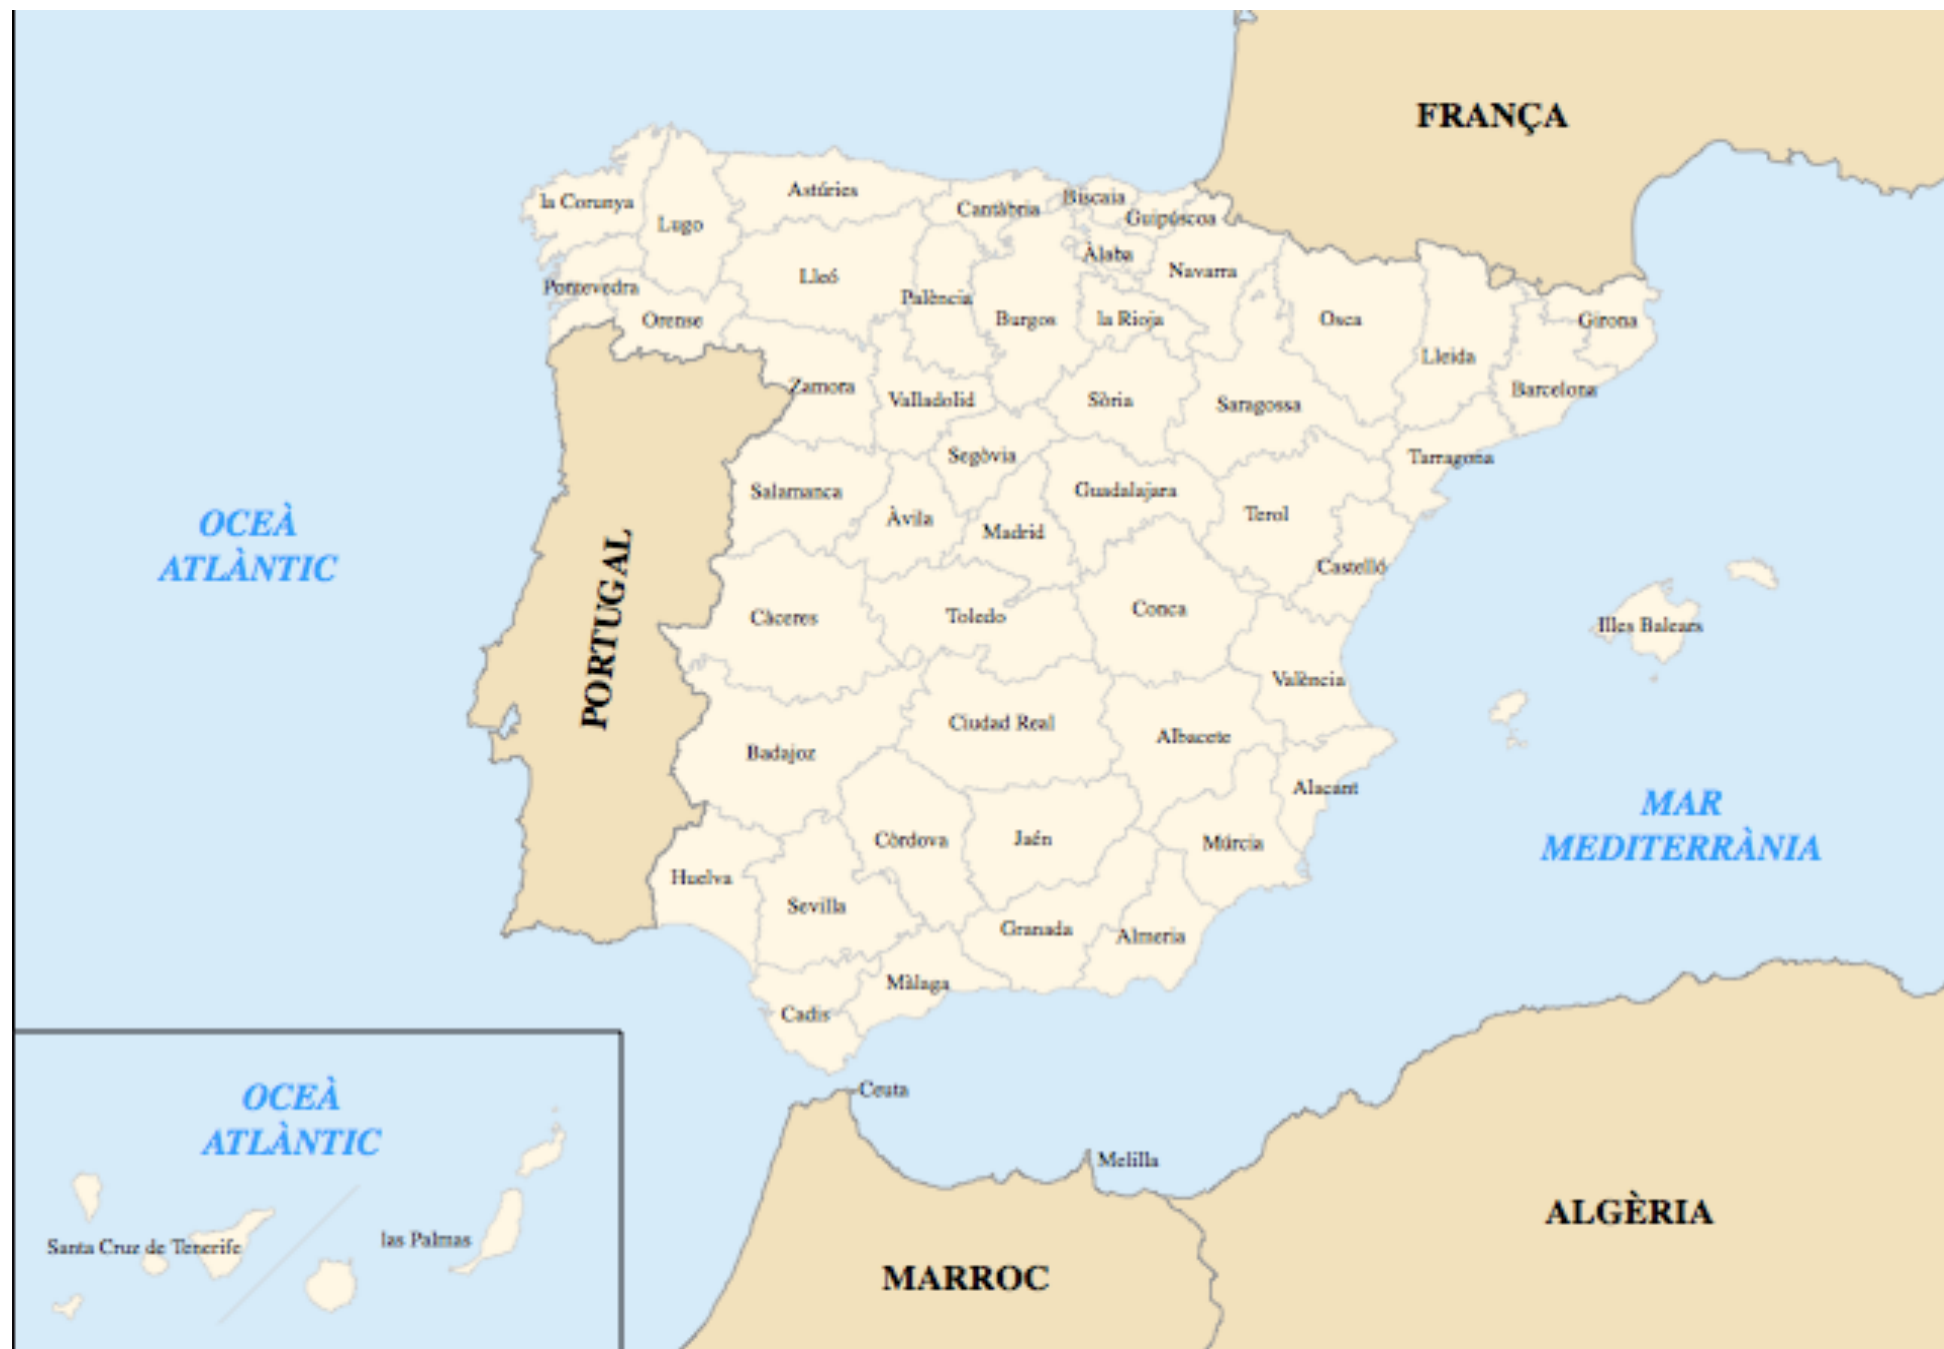 FRANÇA
Astúries
la Corunya
Biscaia
Cantàbria
Guipúscoa
Lugo
Àlaba
Navarra
Lleó
Pontevedra
Palència
Orense
Burgos
la Rioja
Osca
Girona
Lleida
Zamora
Valladolid
Sòria
Saragossa
Barcelona
Segòvia
Tarragona
Salamanca
Guadalajara
Àvila
Madrid
Terol
OCEÀ
ATLÀNTIC
Castelló
PORTUGAL
Càceres
Toledo
Conca
Illes Balears
València
Ciudad Real
Albacete
Badajoz
Alacant
MAR
MEDITERRÀNIA
Còrdova
Jaén
Múrcia
Huelva
Sevilla
Granada
Almeria
Màlaga
Cadis
Ceuta
OCEÀ
ATLÀNTIC
Melilla
ALGÈRIA
las Palmas
Santa Cruz de Tenerife
MARROC